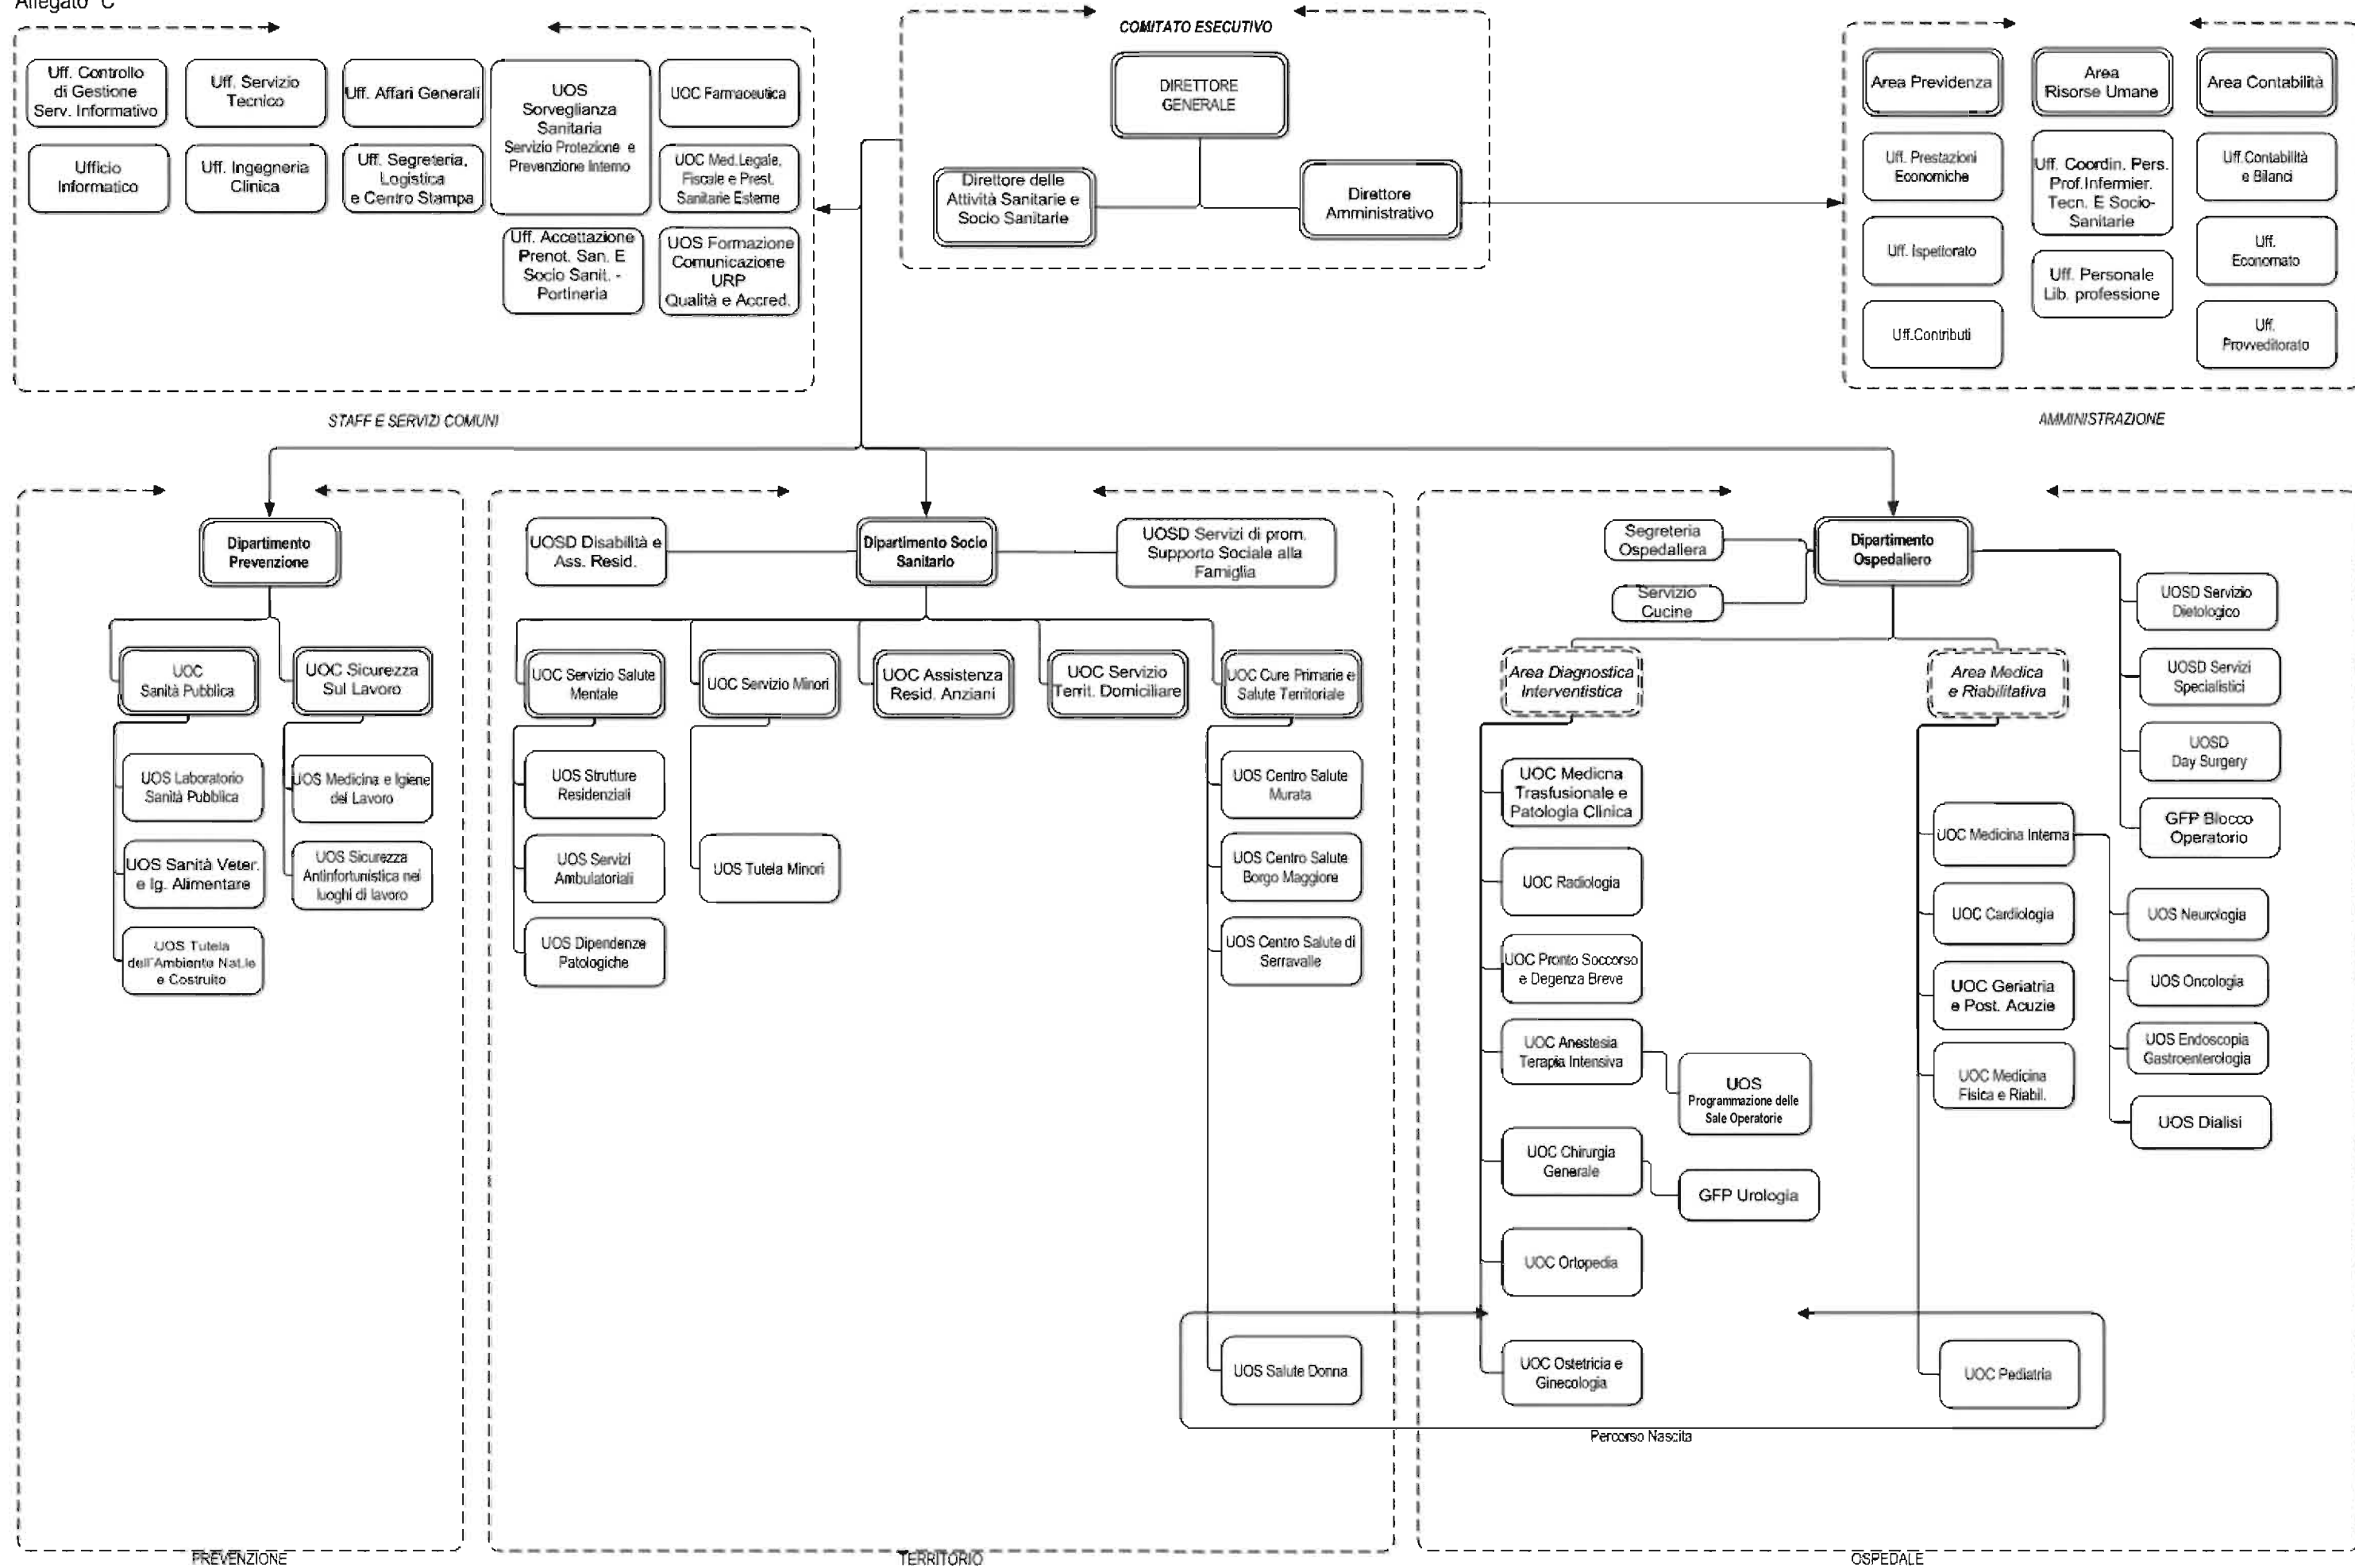 Allegato "C"
COMITATO ESECUTIVO
DIRETTORE
GENERALE
Direttore delle
Attività Sanitarie e
Socio Sanitarie
Direttore
Amministrativo
Uff. Controllo
di Gestione
Serv. Informativo
Uff. Servizio
Tecnico
Uff. Affari Generali
UOS
Sorveglianza
Sanitaria
Servizio Protezione e
Prevenzione Interno
UOC Farmaceutica
Ufficio
Informatico
Uff. Ingegneria
Clinica
Uff. Segreteria,
Logistica
e Centro Stampa
UOC Med.Legale,
Fiscale e Prest.
Sanitarie Esterne
Uff. Accettazione
Prenot. San. E
Socio Sanit. -
Portineria
UOS Formazione
Comunicazione
URP
Qualità e Accred.
STAFF E SERVIZI COMUNI
Area Previdenza
Area
Risorse Umane
Area Contabilità
Uff. Prestazioni
Economiche
Uff. Coordin. Pers.
Prof.Infermier.
Tecn. E Socio-
Sanitarie
Uff.Contabilità
e Bilanci
Uff. Ispettorato
Uff. Personale
Lib. professione
Uff.
Economato
Uff.Contributi
Uff.
Provveditorato
AMMINISTRAZIONE
Dipartimento
Prevenzione
UOC
Sanità Pubblica
UOC Sicurezza
Sul Lavoro
UOS Laboratorio
Sanità Pubblica
UOS Medicina e Igiene
del Lavoro
UOS Sanità Veter.
e Ig. Alimentare
UOS Sicurezza
Antinfortunistica nei
luoghi di lavoro
UOS Tutela
dell'Ambiente Nat.le
e Costruito
PREVENZIONE
UOSD Disabilità e
Ass. Resid.
Dipartimento Socio
Sanitario
UOSD Servizi di prom.
Supporto Sociale alla
Famiglia
UOC Servizio Salute
Mentale
UOC Servizio Minori
UOC Assistenza
Resid. Anziani
UOC Servizio
Territ. Domiciliare
UOC Cure Primarie e
Salute Territoriale
UOS Strutture
Residenziali
UOS Servizi
Ambulatoriali
UOS Dipendenze
Patologiche
UOS Tutela Minori
UOS Centro Salute
Murata
UOS Centro Salute
Borgo Maggiore
UOS Centro Salute di
Serravalle
UOS Salute Donna
TERRITORIO
Segreteria
Ospedaliera
Servizio
Cucine
Dipartimento
Ospedaliero
UOSD Servizio
Dietologico
UOSD Servizi
Specialistici
UOSD
Day Surgery
GFP Blocco
Operatorio
Area Diagnostica
Interventistica
Area Medica
e Riabilitativa
UOC Medicna
Trasfusionale e
Patologia Clinica
UOC Radiologia
UOC Pronto Soccorso
e Degenza Breve
UOC Anestesia
Terapia Intensiva
UOS
Programmazione delle
Sale Operatorie
UOC Chirurgia
Generale
GFP Urologia
UOC Ortopedia
UOC Ostetricia e
Ginecologia
UOC Medicina Interna
UOC Cardiologia
UOC Geriatria
e Post. Acuzie
UOC Medicina
Fisica e Riabil.
UOS Neurologia
UOS Oncologia
UOS Endoscopia
Gastroenterologia
UOS Dialisi
UOC Pediatria
Percorso Nascita
OSPEDALE